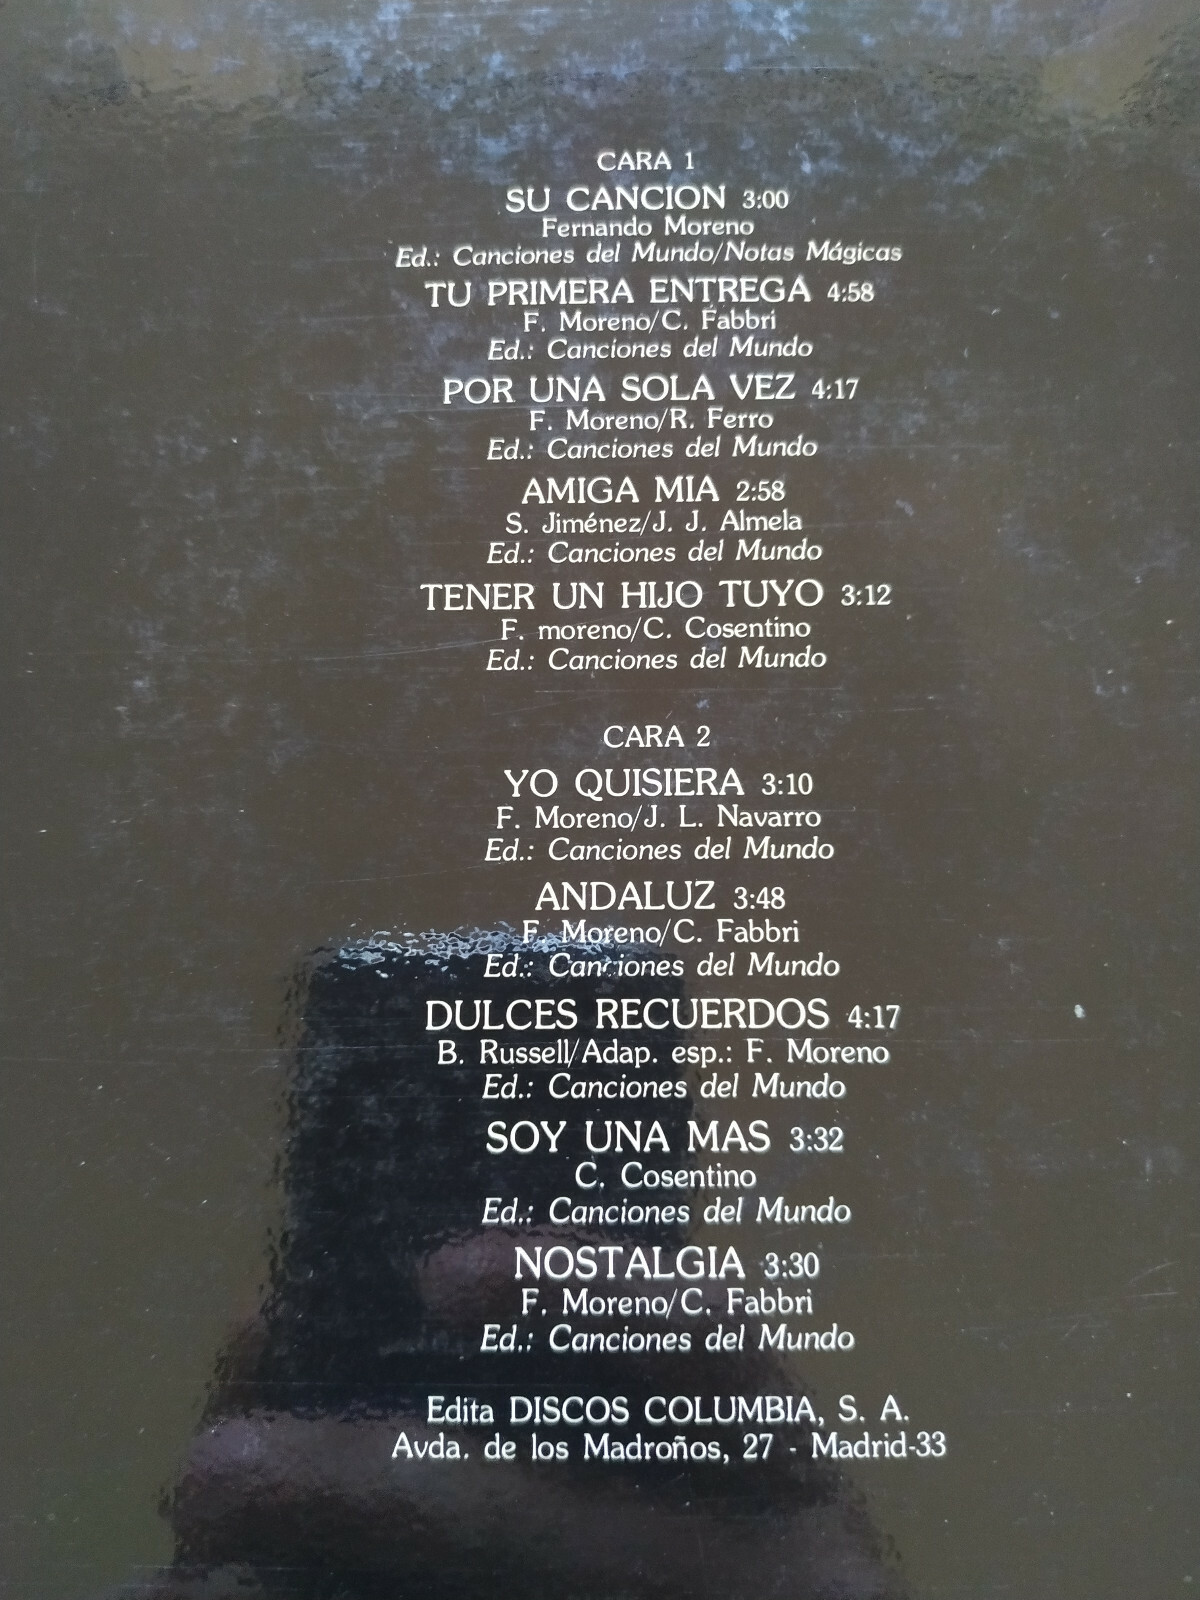 CARA 1
SU CANCION 3:00
Fernando Moreno
Ed.: Canciones del Mundo/Notas Mágicas
TU PRIMERA ENTREGA 4:58
F. Moreno/C. Fabbri
Ed.: Canciones del Mundo
POR UNA SOLA VEZ 4:17
F. Moreno/R. Ferro
Ed.: Canciones del Mundo
AMIGA MIA 2:58
S. Jiménez/J. J. Almela
Ed.: Canciones del Mundo
TENER UN HIJO TUYO 3:12
F. moreno/C. Cosentino
Ed.: Canciones del Mundo
CARA 2
YO QUISIERA 3:10
F. Moreno/J. L. Navarro
Ed.: Canciones del Mundo
ANDALUZ 3:48
F. Moreno/C. Fabbri
Ed.: Canciones del Mundo
DULCES RECUERDOS 4:17
B. Russell/Adap. esp.: F. Moreno
Ed.: Canciones del Mundo
SOY UNA MAS 3:32
C. Cosentino
Ed.: Canciones del Mundo
NOSTALGIA 3:30
F. Moreno/C. Fabbri
Ed.: Canciones del Mundo
Edita DISCOS COLUMBIA, S. A.
Avda. de los Madroños, 27 - Madrid-33